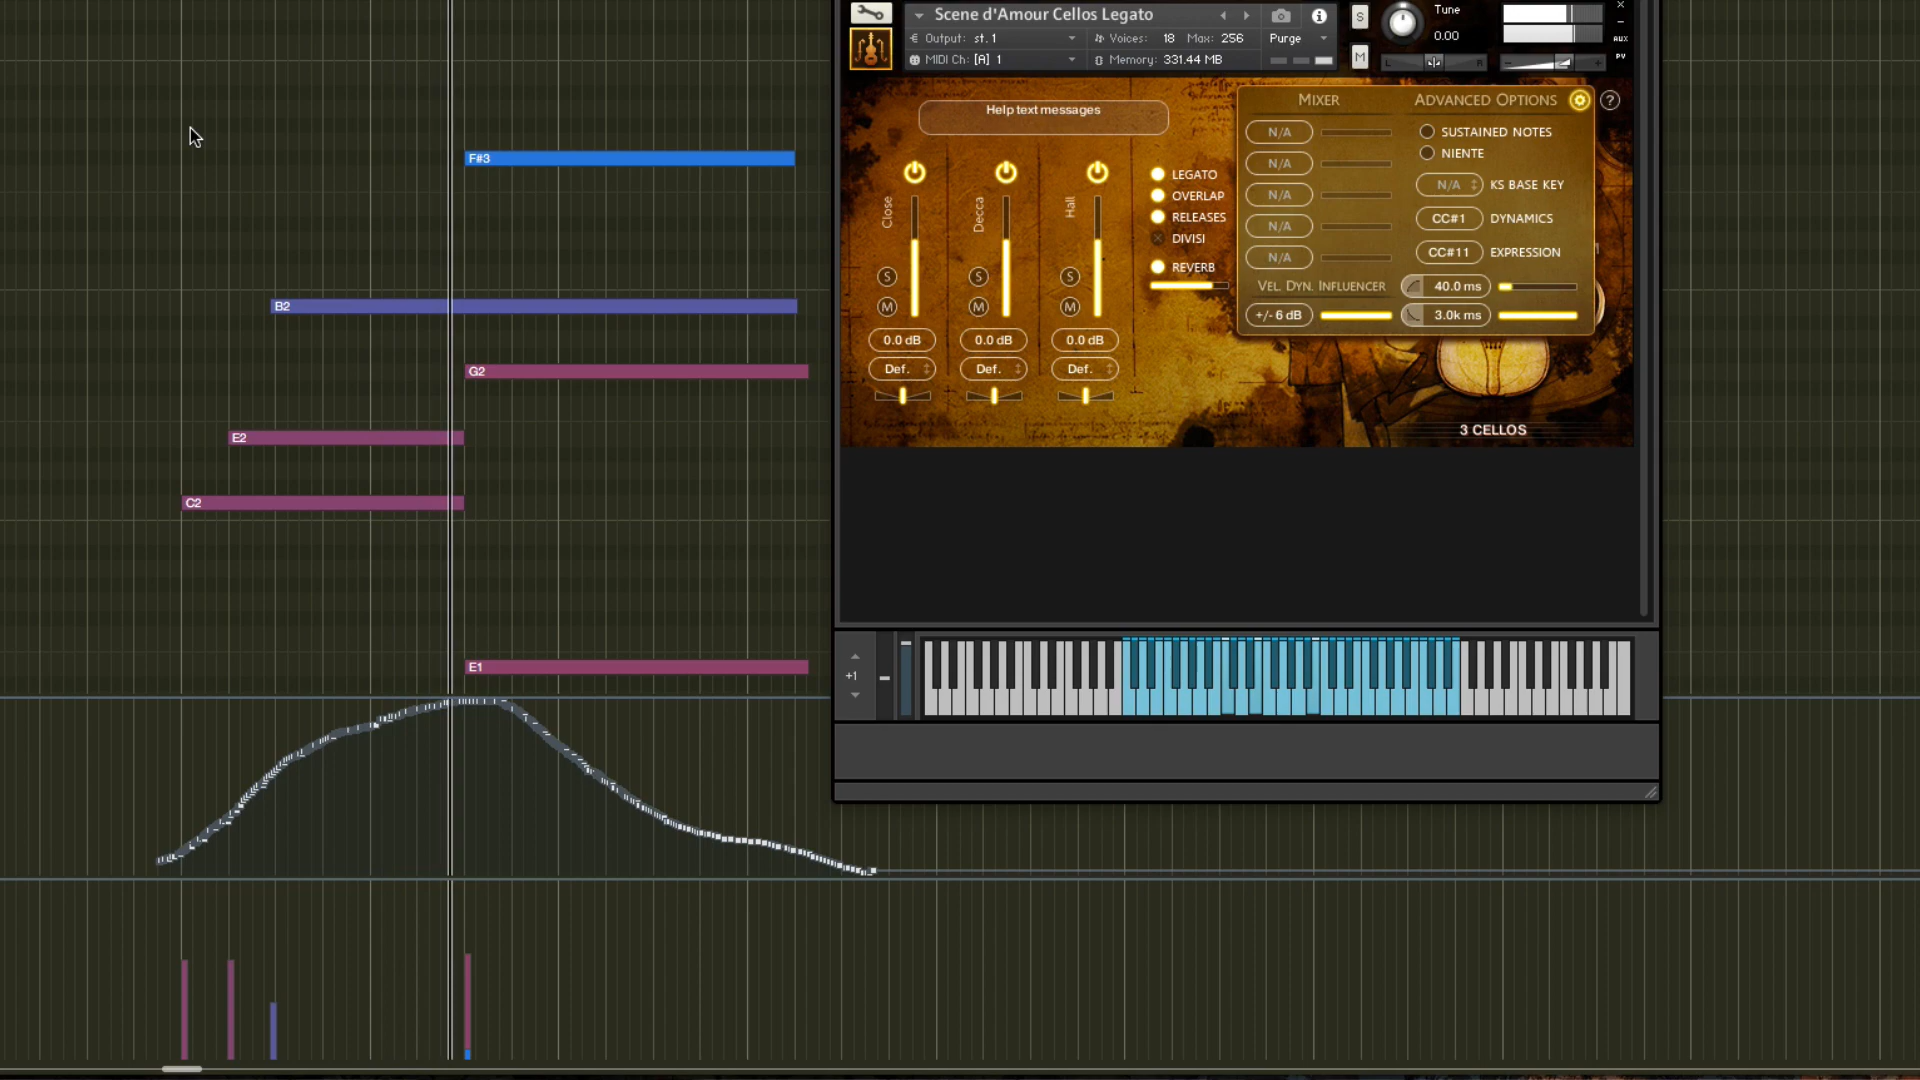 Scene d'Amour Cellos Legato
Output: st. 1 Voices: 18 Max: 256 Purge
MIDI Ch: [A] 1 Memory: 331.44 MB
S
M
Tune
0.00
L R
- +
×
–
AUX
PV
Help text messages
Close
Decca
Hall
S S S
M M M
0.0 dB 0.0 dB 0.0 dB
Def. Def. Def.
LEGATO
OVERLAP
RELEASES
DIVISI
REVERB
MIXER
N/A
N/A
N/A
N/A
N/A
VEL. DYN. INFLUENCER
+/- 6 dB
ADVANCED OPTIONS
?
SUSTAINED NOTES
NIENTE
N/A KS BASE KEY
CC#1 DYNAMICS
CC#11 EXPRESSION
40.0 ms
3.0k ms
3 CELLOS
+1
F#3
B2
G2
E2
C2
E1